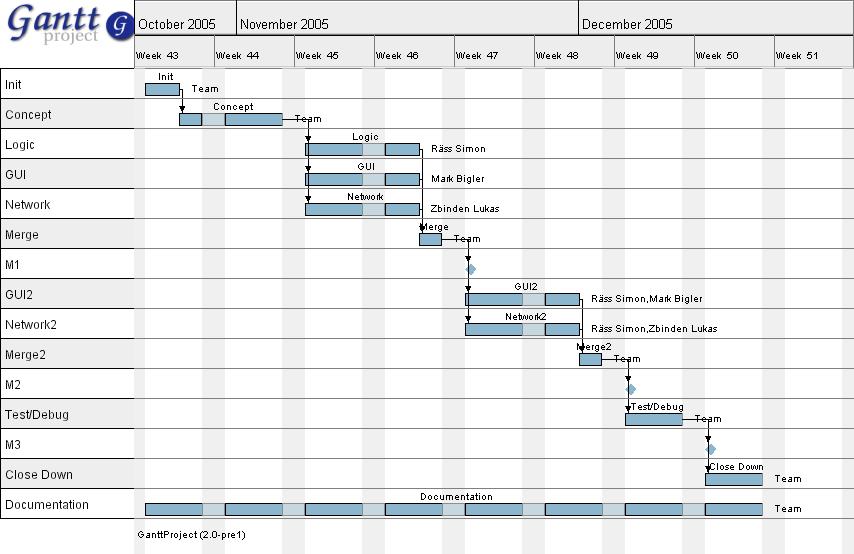 Gantt G
project
October 2005 November 2005 December 2005
Week 43 Week 44 Week 45 Week 46 Week 47 Week 48 Week 49 Week 50 Week 51
Init Init Team
Concept Concept Team
Logic Logic Räss Simon
GUI GUI Mark Bigler
Network Network Zbinden Lukas
Merge Merge Team
M1
GUI2 GUI2 Räss Simon,Mark Bigler
Network2 Network2 Räss Simon,Zbinden Lukas
Merge2 Merge2 Team
M2
Test/Debug Test/Debug Team
M3
Close Down Close Down Team
Documentation Documentation Team
GanttProject (2.0-pre1)